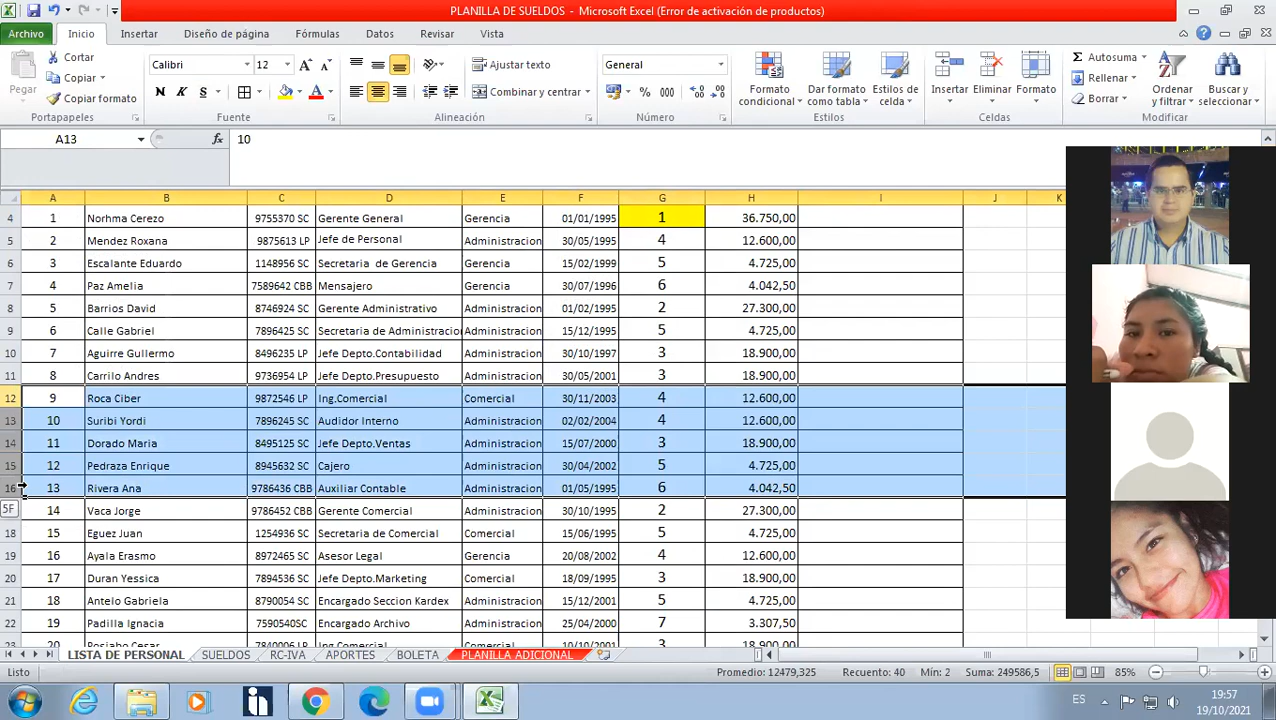 PLANILLA DE SUELDOS - Microsoft Excel (Error de activación de productos)
Archivo Inicio Insertar Diseño de página Fórmulas Datos Revisar Vista
Cortar Calibri 12 Ajustar texto General Autosuma
Copiar Rellenar
Pegar Copiar formato N K S Combinar y centrar % 000 Formato condicional Dar formato como tabla Estilos de celda Insertar Eliminar Formato Borrar Ordenar y filtrar Buscar y seleccionar
Portapapeles Fuente Alineación Número Estilos Celdas Modificar
A13 fx 10
A B C D E F G H I J K
4 1 Norhma Cerezo 9755370 SC Gerente General Gerencia 01/01/1995 1 36.750,00
5 2 Mendez Roxana 9875613 LP Jefe de Personal Administracion 30/05/1995 4 12.600,00
6 3 Escalante Eduardo 1148956 SC Secretaria de Gerencia Gerencia 15/02/1999 5 4.725,00
7 4 Paz Amelia 7589642 CBB Mensajero Gerencia 30/07/1996 6 4.042,50
8 5 Barrios David 8746924 SC Gerente Administrativo Administracion 01/02/1995 2 27.300,00
9 6 Calle Gabriel 7896425 SC Secretaria de Administracio Administracion 15/12/1995 5 4.725,00
10 7 Aguirre Gullermo 8496235 LP Jefe Depto.Contabilidad Administracion 30/10/1997 3 18.900,00
11 8 Carrilo Andres 9736954 LP Jefe Depto.Presupuesto Administracion 30/05/2001 3 18.900,00
12 9 Roca Ciber 9872546 LP Ing.Comercial Comercial 30/11/2003 4 12.600,00
13 10 Suribi Yordi 7896245 SC Audidor Interno Administracion 02/02/2004 4 12.600,00
14 11 Dorado Maria 8495125 SC Jefe Depto.Ventas Administracion 15/07/2000 3 18.900,00
15 12 Pedraza Enrique 8945632 SC Cajero Administracion 30/04/2002 5 4.725,00
16 13 Rivera Ana 9786436 CBB Auxiliar Contable Administracion 01/05/1995 6 4.042,50
5F 14 Vaca Jorge 9786452 CBB Gerente Comercial Administracion 30/10/1995 2 27.300,00
18 15 Eguez Juan 1254936 SC Secretaria de Comercial Comercial 15/06/1995 5 4.725,00
19 16 Ayala Erasmo 8972465 SC Asesor Legal Gerencia 20/08/2002 4 12.600,00
20 17 Duran Yessica 7894536 SC Jefe Depto.Marketing Comercial 18/09/1995 3 18.900,00
21 18 Antelo Gabriela 8790054 SC Encargado Seccion Kardex Administracion 15/12/2001 5 4.725,00
22 19 Padilla Ignacia 7590540SC Encargado Archivo Administracion 25/04/2000 7 3.307,50
23 20 Cesar 7840006 LP Ing.Comercial Comercial 10/10/2001 3 18.900,00
LISTA DE PERSONAL SUELDOS RC-IVA APORTES BOLETA PLANILLA ADICIONAL
Listo Promedio: 12479,325 Recuento: 40 Mín: 2 Suma: 249586,5 85%
ES 19:57
19/10/2021